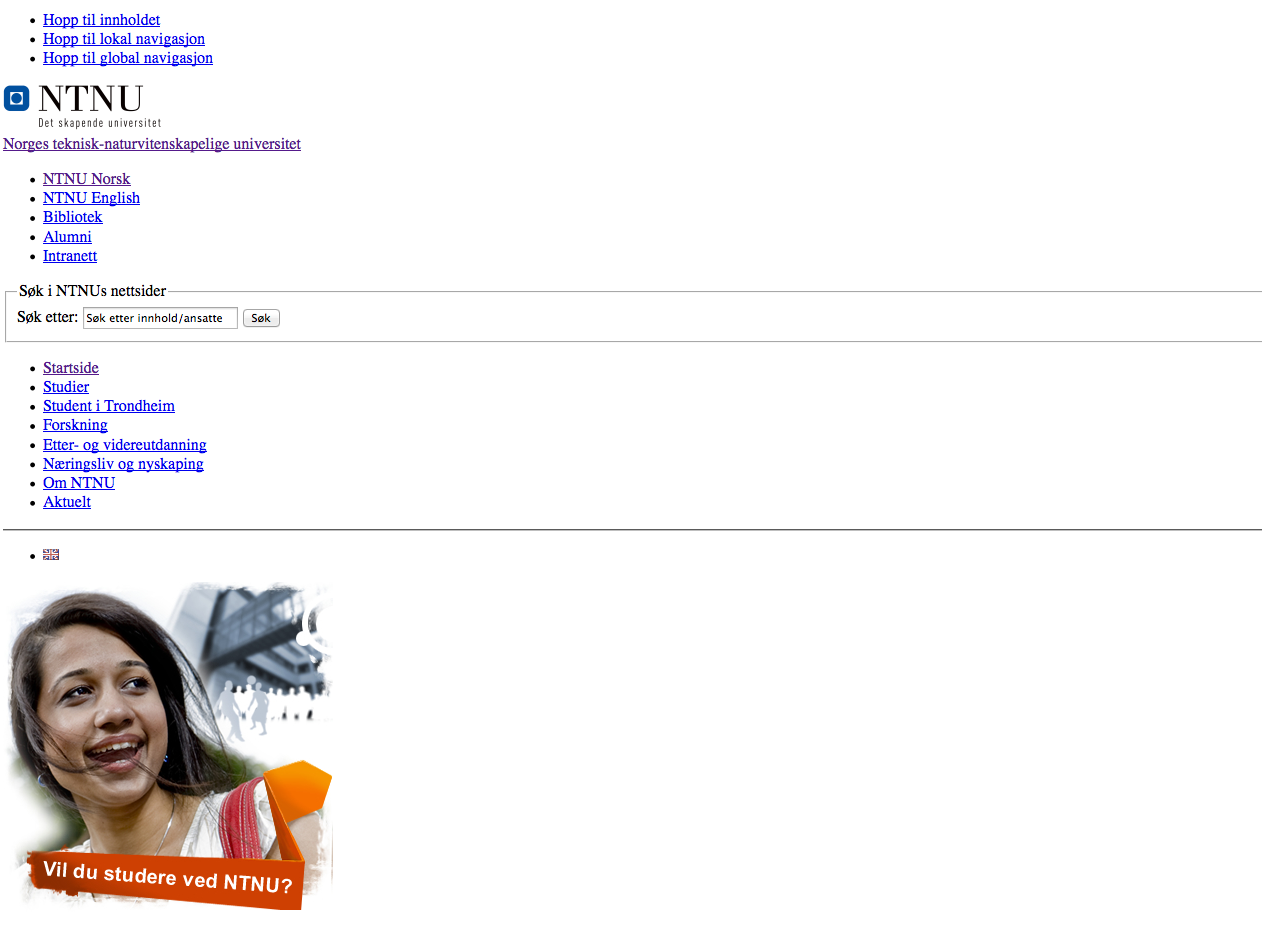 Hopp til innholdet
Hopp til lokal navigasjon
Hopp til global navigasjon
NTNU
Det skapende universitet
Norges teknisk-naturvitenskapelige universitet
NTNU Norsk
NTNU English
Bibliotek
Alumni
Intranett
Søk i NTNUs nettsider
Søk etter: Søk etter innhold/ansatte Søk
Startside
Studier
Student i Trondheim
Forskning
Etter- og videreutdanning
Næringsliv og nyskaping
Om NTNU
Aktuelt
Vil du studere ved NTNU?